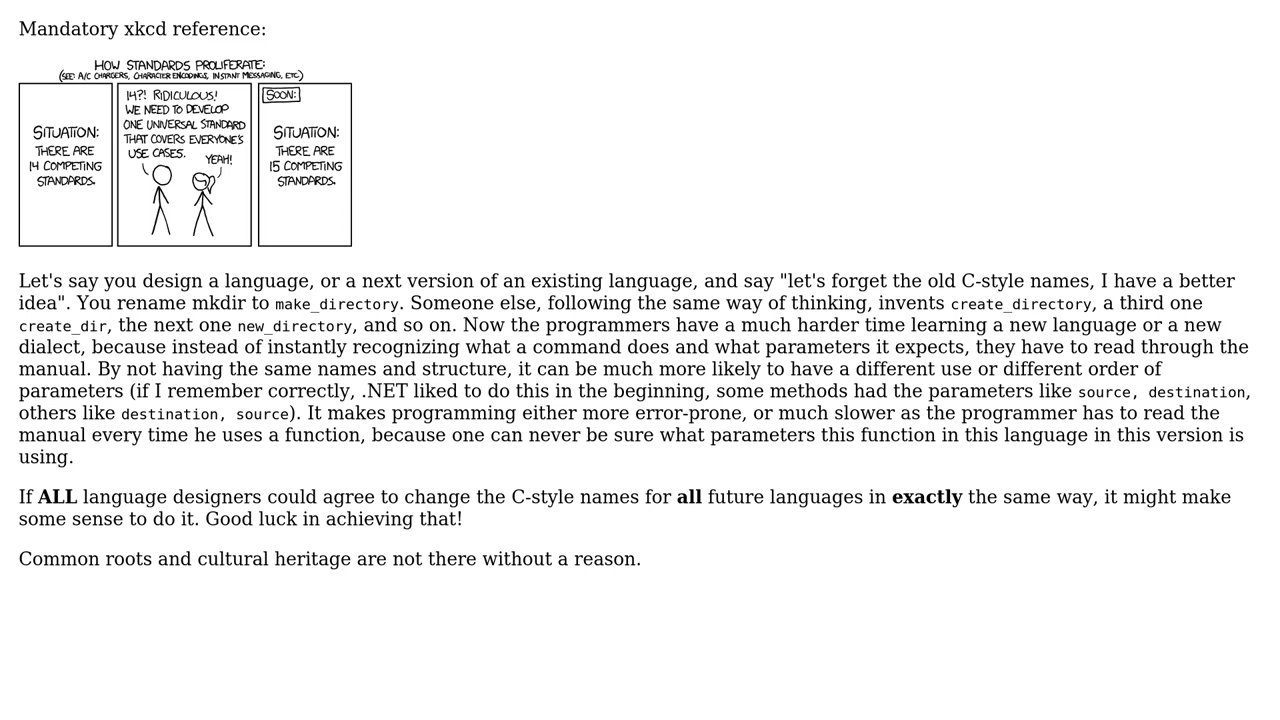 Mandatory xkcd reference:
HOW STANDARDS PROLIFERATE:
(SEE: A/C CHARGERS, CHARACTER ENCODINGS, INSTANT MESSAGING, ETC.)
SITUATION:
THERE ARE
14 COMPETING
STANDARDS.
14?! RIDICULOUS!
WE NEED TO DEVELOP
ONE UNIVERSAL STANDARD
THAT COVERS EVERYONE'S
USE CASES.
YEAH!
SOON:
SITUATION:
THERE ARE
15 COMPETING
STANDARDS.
Let's say you design a language, or a next version of an existing language, and say "let's forget the old C-style names, I have a better
idea". You rename mkdir to make_directory. Someone else, following the same way of thinking, invents create_directory, a third one
create_dir, the next one new_directory, and so on. Now the programmers have a much harder time learning a new language or a new
dialect, because instead of instantly recognizing what a command does and what parameters it expects, they have to read through the
manual. By not having the same names and structure, it can be much more likely to have a different use or different order of
parameters (if I remember correctly, .NET liked to do this in the beginning, some methods had the parameters like source, destination,
others like destination, source). It makes programming either more error-prone, or much slower as the programmer has to read the
manual every time he uses a function, because one can never be sure what parameters this function in this language in this version is
using.
If ALL language designers could agree to change the C-style names for all future languages in exactly the same way, it might make
some sense to do it. Good luck in achieving that!
Common roots and cultural heritage are not there without a reason.